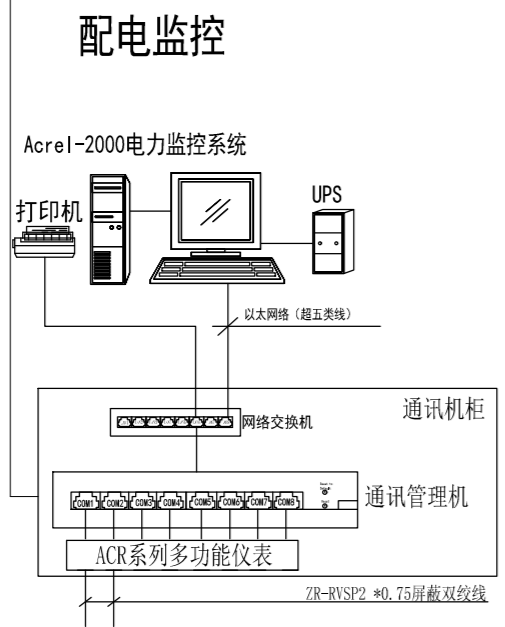 配电监控
Acrel-2000电力监控系统
打印机
UPS
以太网络（超五类线）
通讯机柜
网络交换机
通讯管理机
COM1 COM2 COM3 COM4 COM5 COM6 COM7 COM8
ACR系列多功能仪表
ZR-RVSP2 *0.75屏蔽双绞线